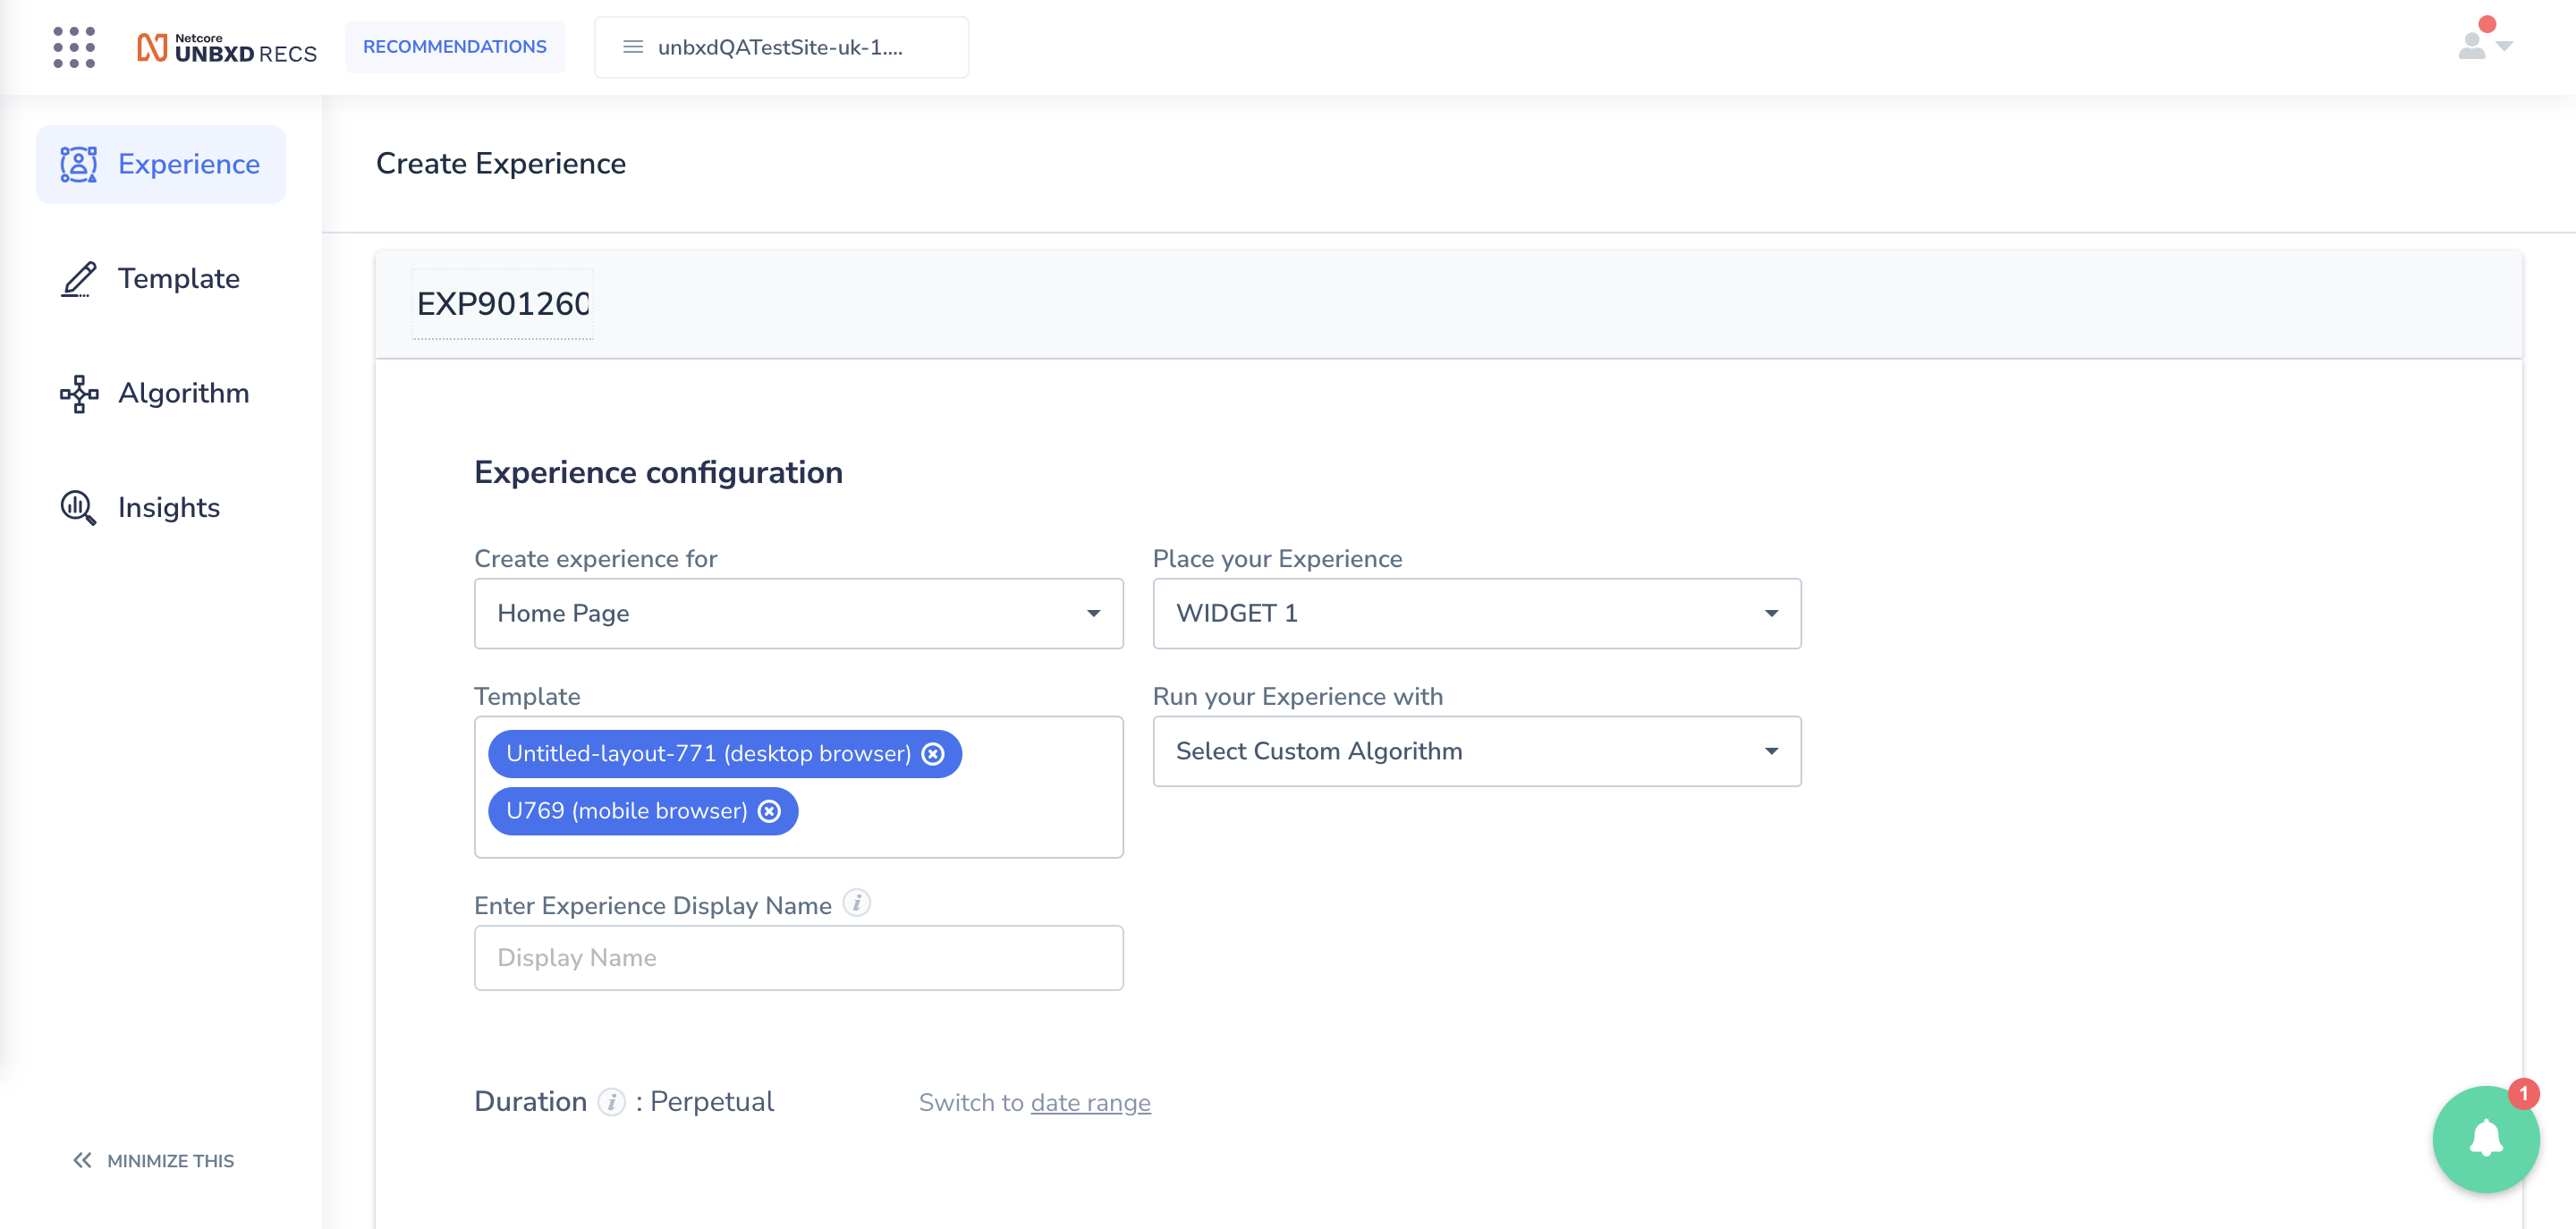 Netcore
UNBXD RECS
RECOMMENDATIONS
unbxdQATestSite-uk-1....
Experience
Template
Algorithm
Insights
MINIMIZE THIS
Create Experience
EXP901260
Experience configuration
Create experience for
Place your Experience
Home Page
WIDGET 1
Template
Run your Experience with
Untitled-layout-771 (desktop browser)
Select Custom Algorithm
U769 (mobile browser)
Enter Experience Display Name i
Display Name
Duration i : Perpetual
Switch to date range
1